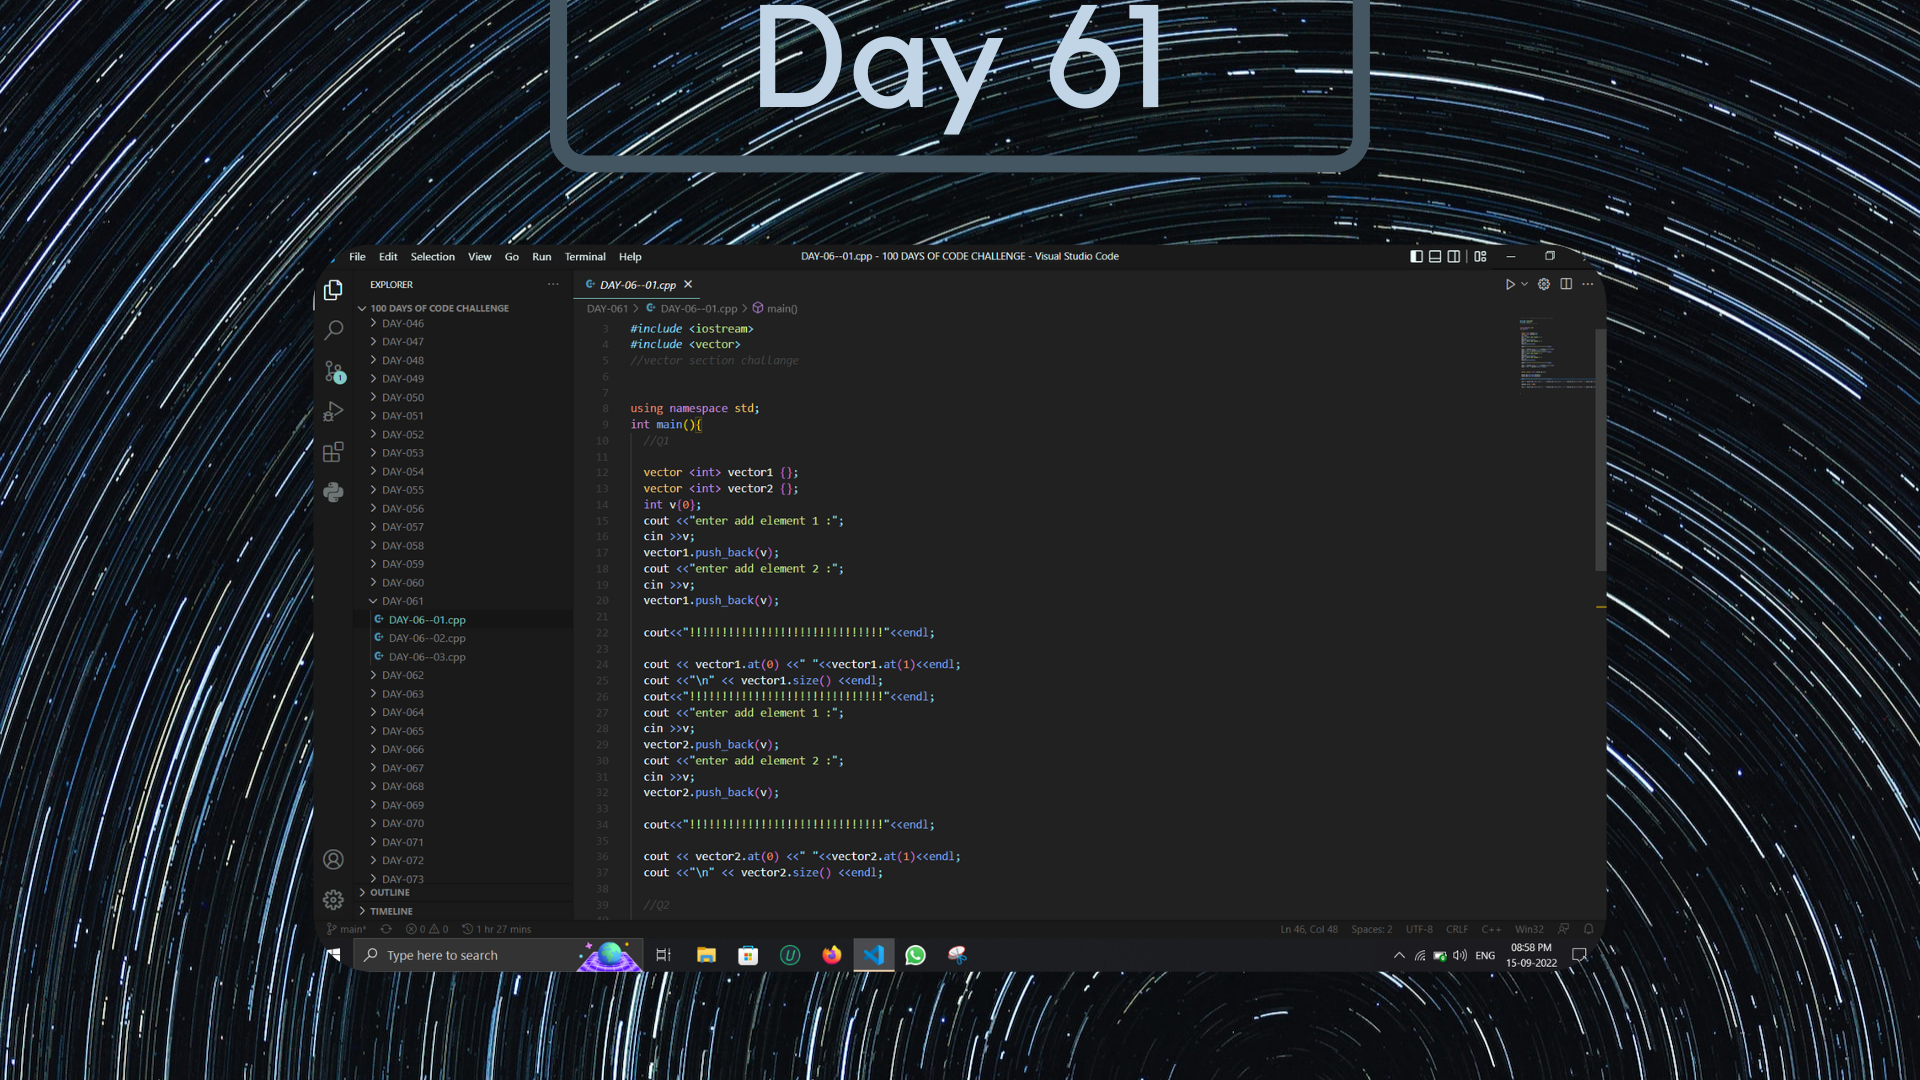 Day 61
File Edit Selection View Go Run Terminal Help
DAY-06--01.cpp - 100 DAYS OF CODE CHALLENGE - Visual Studio Code
EXPLORER
100 DAYS OF CODE CHALLENGE
DAY-046
DAY-047
DAY-048
DAY-049
DAY-050
DAY-051
DAY-052
DAY-053
DAY-054
DAY-055
DAY-056
DAY-057
DAY-058
DAY-059
DAY-060
DAY-061
DAY-06--01.cpp
DAY-06--02.cpp
DAY-06--03.cpp
DAY-062
DAY-063
DAY-064
DAY-065
DAY-066
DAY-067
DAY-068
DAY-069
DAY-070
DAY-071
DAY-072
DAY-073
OUTLINE
TIMELINE
DAY-06--01.cpp
DAY-061 > DAY-06--01.cpp > main()
3 #include <iostream>
4 #include <vector>
5 //vector section challange
6
7
8 using namespace std;
9 int main(){
10 //Q1
11
12 vector <int> vector1 {};
13 vector <int> vector2 {};
14 int v{0};
15 cout <<"enter add element 1 :";
16 cin >>v;
17 vector1.push_back(v);
18 cout <<"enter add element 2 :";
19 cin >>v;
20 vector1.push_back(v);
21
22 cout<<"!!!!!!!!!!!!!!!!!!!!!!!!!!!!!!"<<endl;
23
24 cout << vector1.at(0) <<" "<<vector1.at(1)<<endl;
25 cout <<"\n" << vector1.size() <<endl;
26 cout<<"!!!!!!!!!!!!!!!!!!!!!!!!!!!!!!"<<endl;
27 cout <<"enter add element 1 :";
28 cin >>v;
29 vector2.push_back(v);
30 cout <<"enter add element 2 :";
31 cin >>v;
32 vector2.push_back(v);
33
34 cout<<"!!!!!!!!!!!!!!!!!!!!!!!!!!!!!!"<<endl;
35
36 cout << vector2.at(0) <<" "<<vector2.at(1)<<endl;
37 cout <<"\n" << vector2.size() <<endl;
38
39 //Q2
1
main* 0 0 1 hr 27 mins
Ln 46, Col 48 Spaces: 2 UTF-8 CRLF C++ Win32
Type here to search
ENG
08:58 PM
15-09-2022